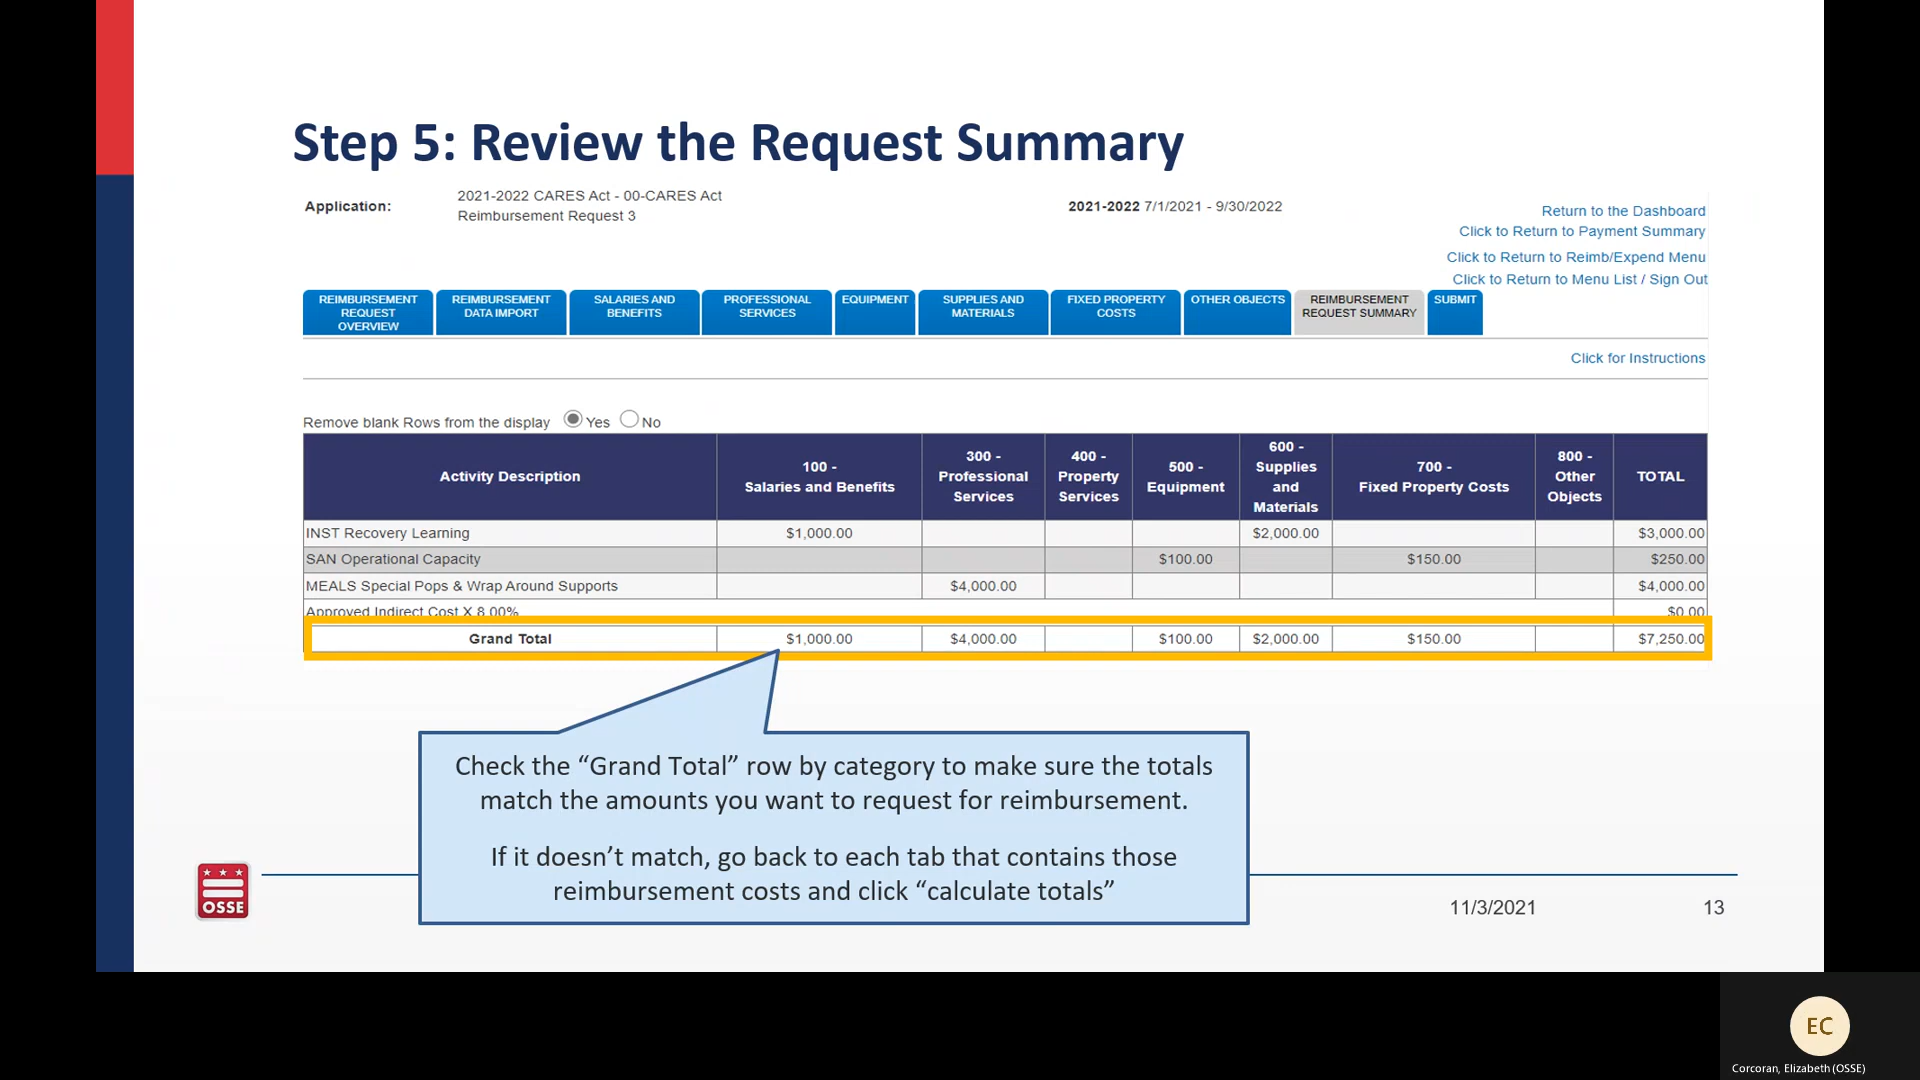 Step 5: Review the Request Summary
Application:
2021-2022 CARES Act - 00-CARES Act
Reimbursement Request 3
2021-2022 7/1/2021 - 9/30/2022
Return to the Dashboard
Click to Return to Payment Summary
Click to Return to Reimb/Expend Menu
Click to Return to Menu List / Sign Out
REIMBURSEMENT
REQUEST
OVERVIEW
REIMBURSEMENT
DATA IMPORT
SALARIES AND
BENEFITS
PROFESSIONAL
SERVICES
EQUIPMENT
SUPPLIES AND
MATERIALS
FIXED PROPERTY
COSTS
OTHER OBJECTS
REIMBURSEMENT
REQUEST SUMMARY
SUBMIT
Click for Instructions
Remove blank Rows from the display Yes No
Activity Description
100 -
Salaries and Benefits
300 -
Professional
Services
400 -
Property
Services
500 -
Equipment
600 -
Supplies
and
Materials
700 -
Fixed Property Costs
800 -
Other
Objects
TOTAL
INST Recovery Learning $1,000.00 $2,000.00 $3,000.00
SAN Operational Capacity $100.00 $150.00 $250.00
MEALS Special Pops & Wrap Around Supports $4,000.00 $4,000.00
Approved Indirect Cost X 8.00% $0.00
Grand Total $1,000.00 $4,000.00 $100.00 $2,000.00 $150.00 $7,250.00
Check the “Grand Total” row by category to make sure the totals
match the amounts you want to request for reimbursement.
If it doesn’t match, go back to each tab that contains those
reimbursement costs and click “calculate totals”
OSSE
11/3/2021
13
EC
Corcoran, Elizabeth (OSSE)